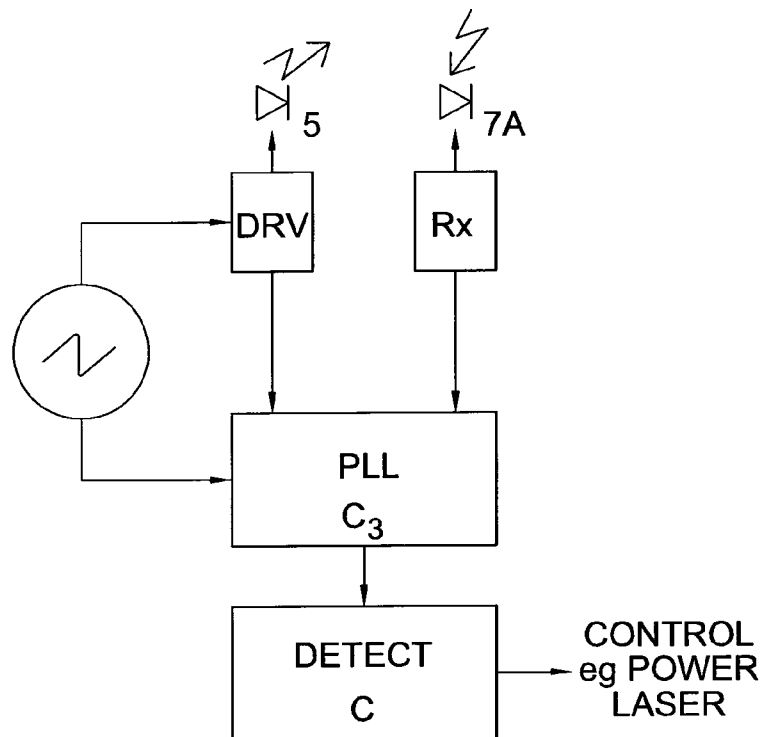 5
7A
DRV
Rx
PLL
C3
DETECT
C
CONTROL
eg POWER
LASER